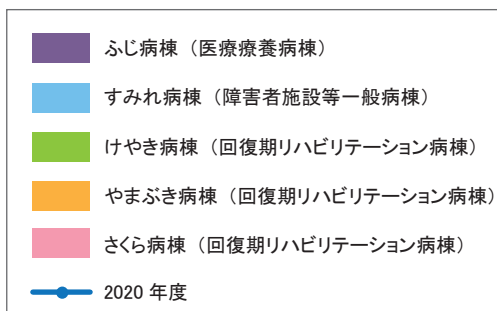 ふじ病棟（医療療養病棟）
すみれ病棟（障害者施設等一般病棟）
けやき病棟（回復期リハビリテーション病棟）
やまぶき病棟（回復期リハビリテーション病棟）
さくら病棟（回復期リハビリテーション病棟）
2020 年度